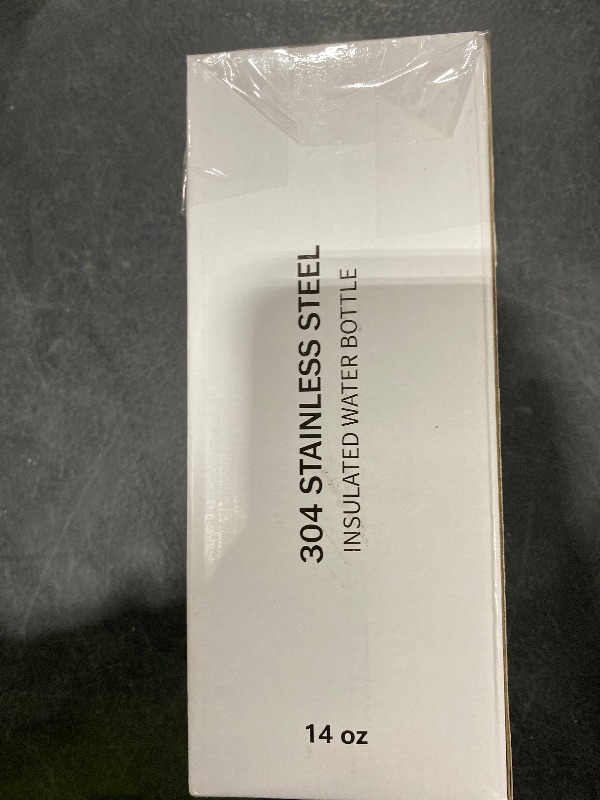 304 STAINLESS STEEL
INSULATED WATER BOTTLE
14 oz